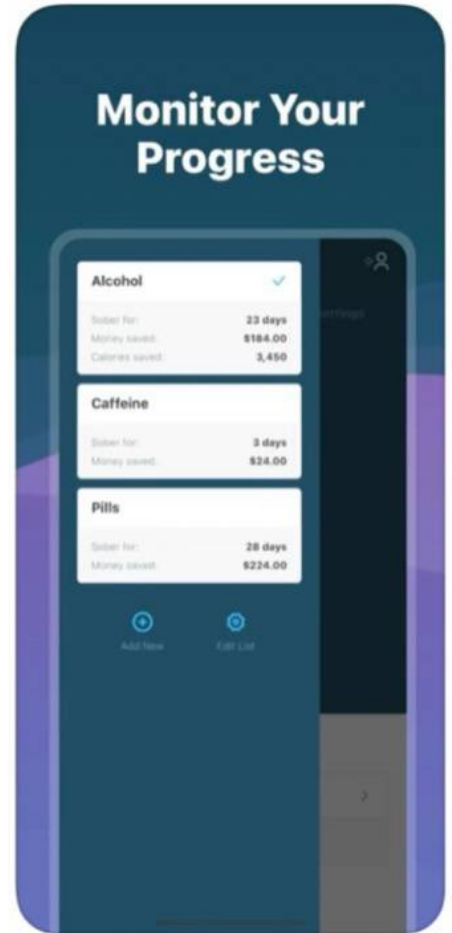 Monitor Your
Progress
Alcohol
Sober for: 23 days
Money saved: $184.00
Calories saved: 3,450
Caffeine
Sober for: 3 days
Money saved: $24.00
Pills
Sober for: 28 days
Money saved: $224.00
Add New Edit List